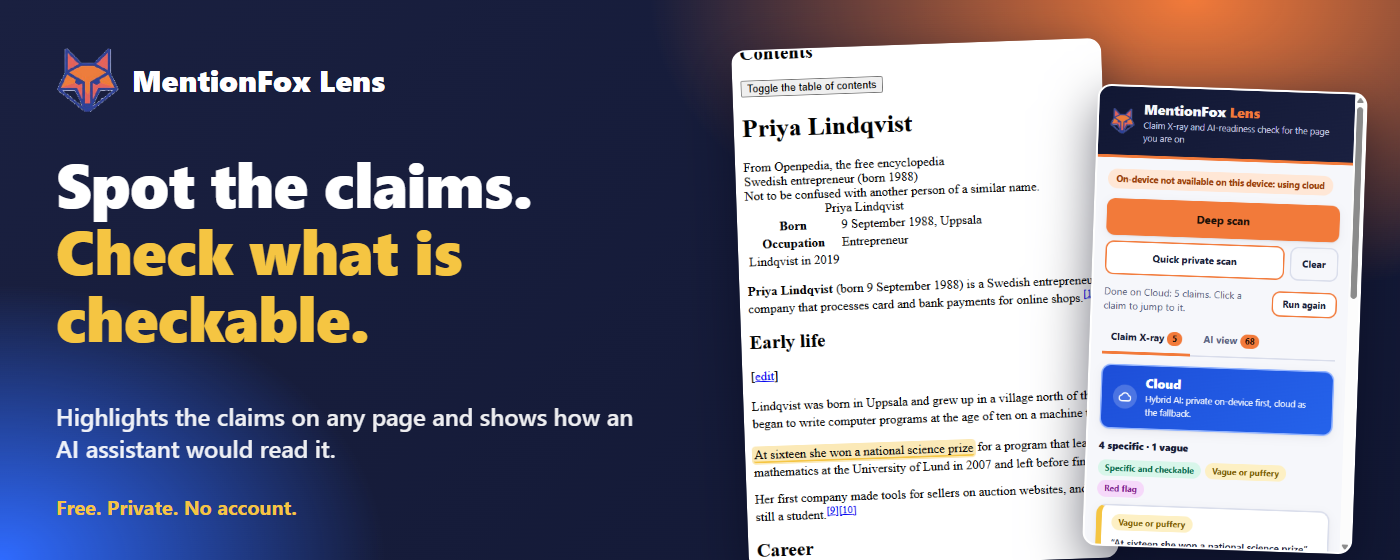 MentionFox Lens
Spot the claims.
Check what is
checkable.
Highlights the claims on any page and shows how an
AI assistant would read it.
Free. Private. No account.
Contents
Toggle the table of contents
Priya Lindqvist
From Openpedia, the free encyclopedia
Swedish entrepreneur (born 1988)
Not to be confused with another person of a similar name.
Priya Lindqvist
Born 9 September 1988, Uppsala
Occupation Entrepreneur
Lindqvist in 2019
Priya Lindqvist (born 9 September 1988) is a Swedish entrepreneu
company that processes card and bank payments for online shops.
Early life
[edit]
Lindqvist was born in Uppsala and grew up in a village north of th
began to write computer programs at the age of ten on a machine
At sixteen she won a national science prize for a program that lea
mathematics at the University of Lund in 2007 and left before fin
Her first company made tools for sellers on auction websites, and
still a student.[9][10]
Career
MentionFox Lens
Claim X-ray and AI-readiness check for the page
you are on
On-device not available on this device: using cloud
Deep scan
Quick private scan
Clear
Done on Cloud: 5 claims. Click a
claim to jump to it.
Run again
Claim X-ray 5
AI view 68
Cloud
Hybrid AI: private on-device first, cloud as
the fallback.
4 specific · 1 vague
Specific and checkable
Vague or puffery
Red flag
Vague or puffery
"At sixteen she won a national science prize"